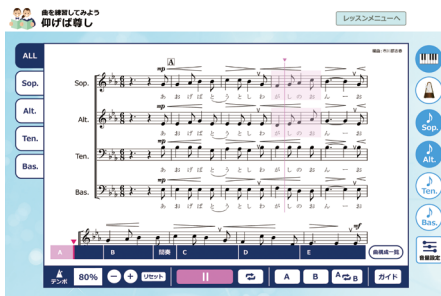 曲を練習してみよう
仰げば尊し
レッスンメニューへ
ALL
Sop.
Alt.
Ten.
Bas.
A
mp
Sop.
あ お げ ば と う と し わ が し の お ん ー お
mp
Alt.
あ お げ ば と う と し わ が し の お ん ー お
mp
Ten.
あ お げ ば と う と し わ が し の お ん ー お
mp
Bas.
あ お げ ば と う と し わ が し の お ん ー お
mf
Sop.
Alt.
Ten.
Bas.
音量設定
A
B
間奏
C
D
E
曲構成一覧
テンポ
80%
リセット
A
B
A B
ガイド